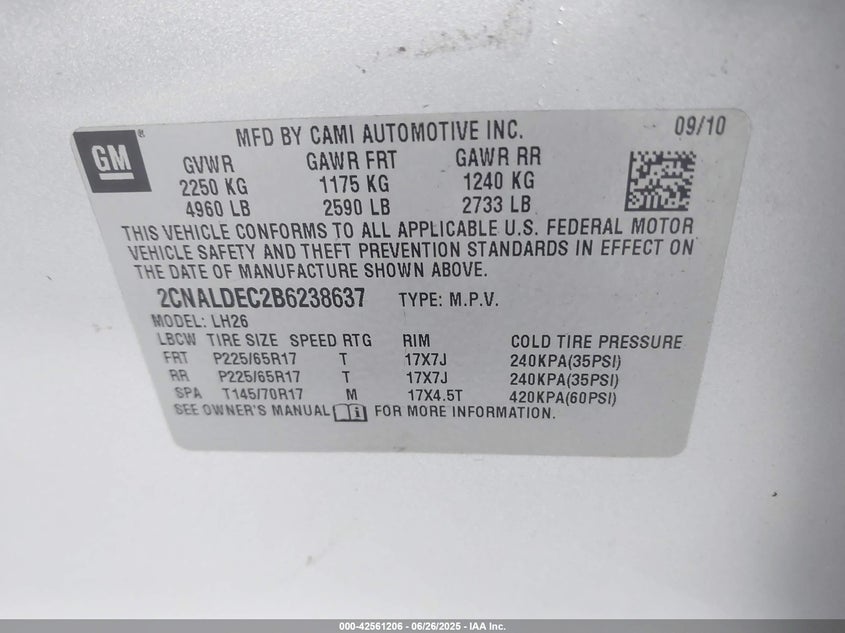 GM®
MFD BY CAMI AUTOMOTIVE INC.
09/10
GVWR GAWR FRT GAWR RR
2250 KG 1175 KG 1240 KG
4960 LB 2590 LB 2733 LB
THIS VEHICLE CONFORMS TO ALL APPLICABLE U.S. FEDERAL MOTOR
VEHICLE SAFETY AND THEFT PREVENTION STANDARDS IN EFFECT ON
THE DATE OF MANUFACTURE SHOWN ABOVE.
2CNALDEC2B6238637 TYPE: M.P.V.
MODEL: LH26
LBCW TIRE SIZE SPEED RTG RIM COLD TIRE PRESSURE
FRT P225/65R17 T 17X7J 240KPA(35PSI)
RR P225/65R17 T 17X7J 240KPA(35PSI)
SPA T145/70R17 M 17X4.5T 420KPA(60PSI)
SEE OWNER'S MANUAL FOR MORE INFORMATION.
000-42561206 - 06/26/2025 - IAA Inc.